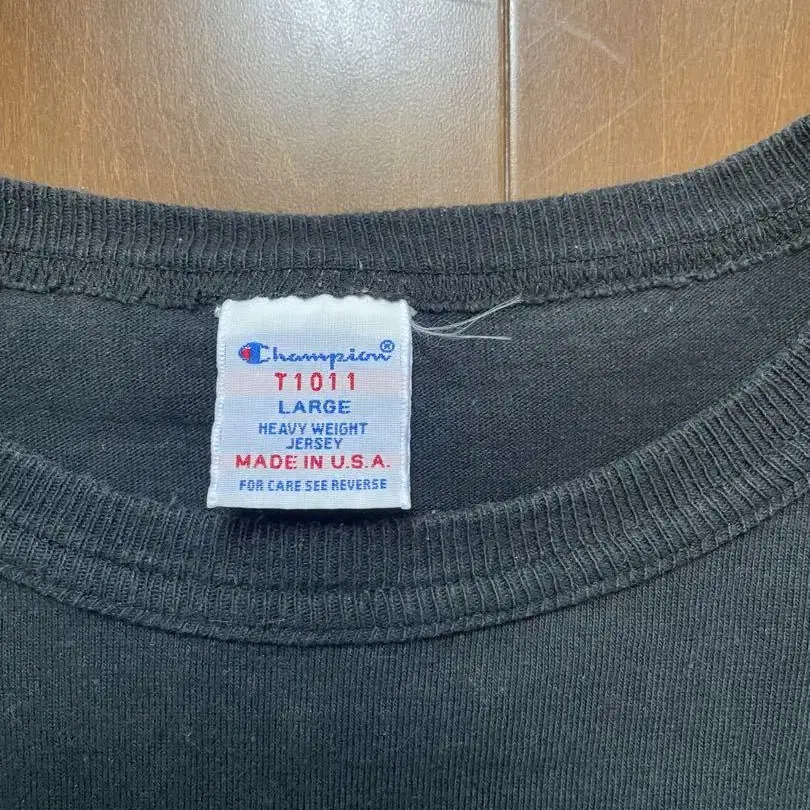 Champion®
T1011
LARGE
HEAVY WEIGHT
JERSEY
MADE IN U.S.A.
FOR CARE SEE REVERSE